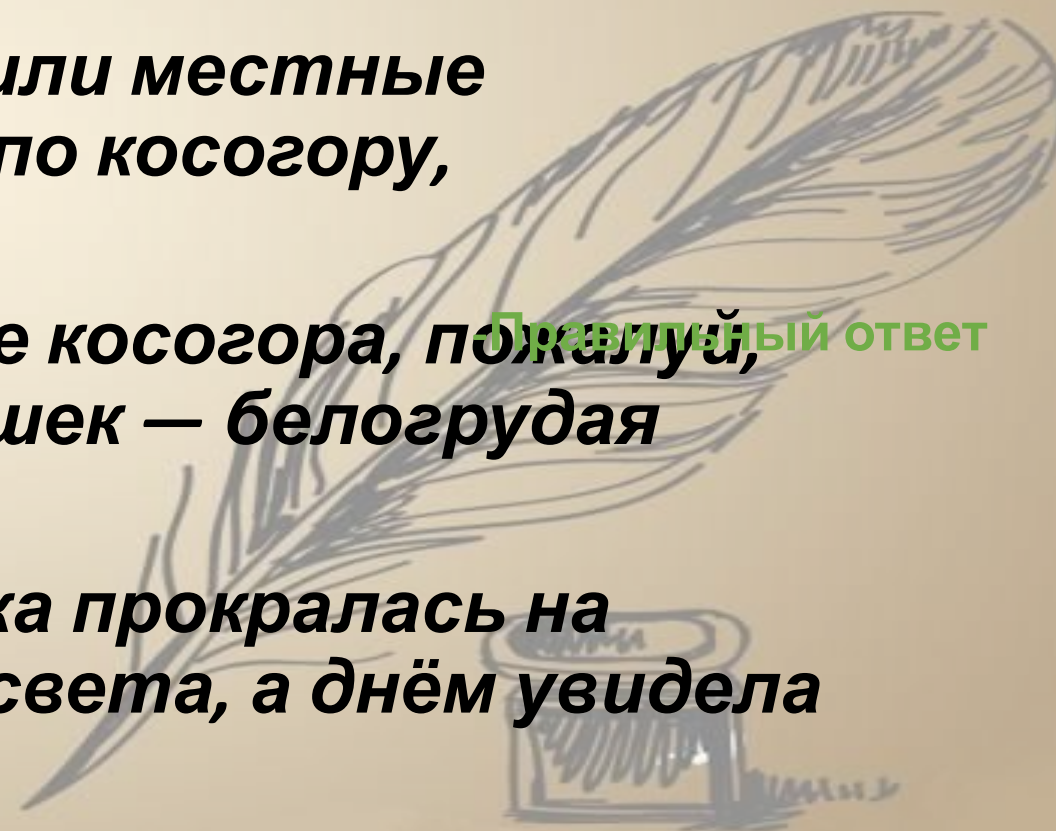 или местные
по косогору,
е косогора, пожалуй,
-Правильный ответ
шек — белогрудая
ка прокралась на
света, а днём увидела